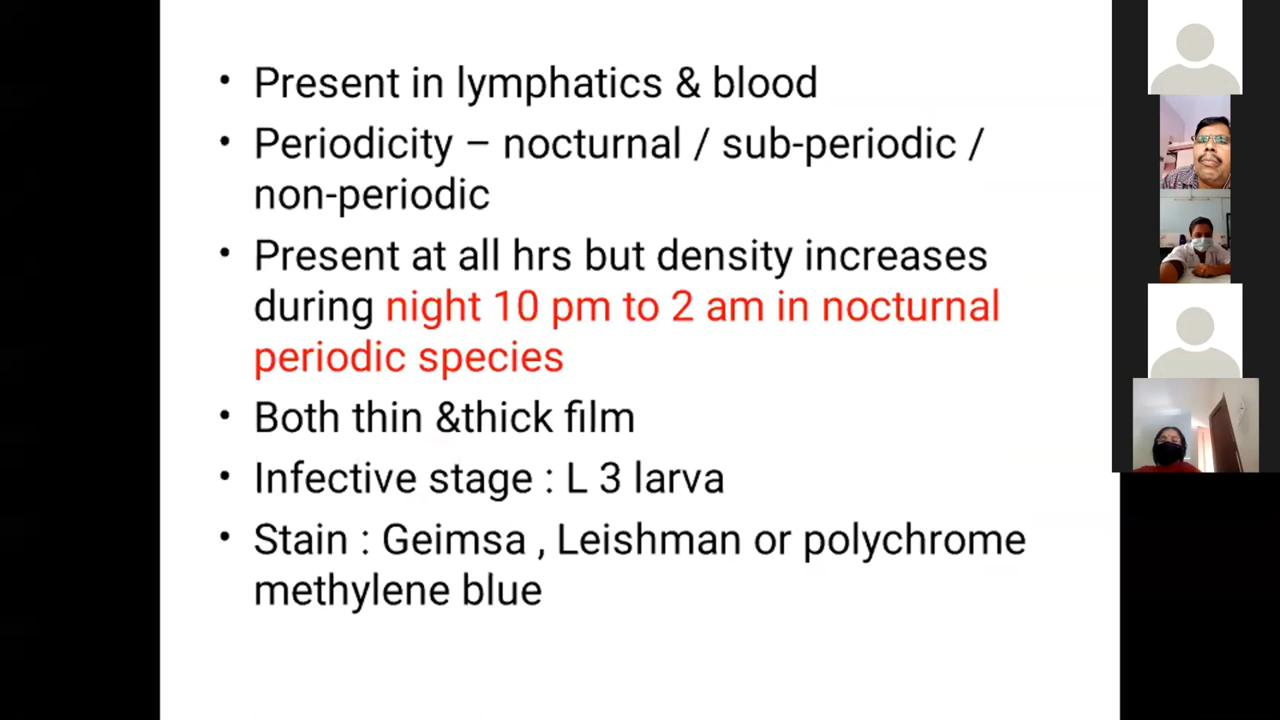 • Present in lymphatics & blood
• Periodicity – nocturnal / sub-periodic /
non-periodic
• Present at all hrs but density increases
during night 10 pm to 2 am in nocturnal
periodic species
• Both thin &thick film
• Infective stage : L 3 larva
• Stain : Geimsa , Leishman or polychrome
methylene blue